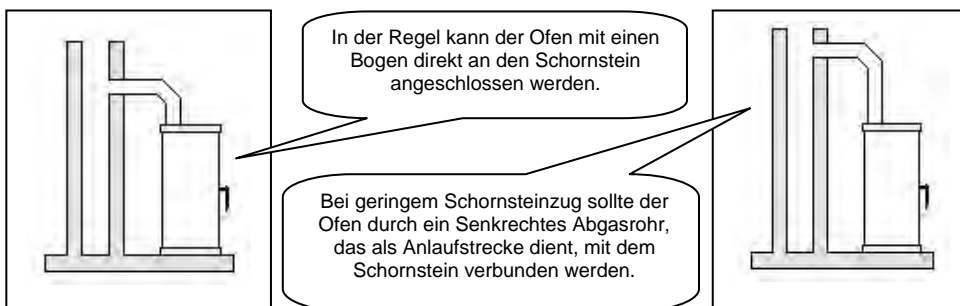 In der Regel kann der Ofen mit einen
Bogen direkt an den Schornstein
angeschlossen werden.
Bei geringem Schornsteinzug sollte der
Ofen durch ein Senkrechtes Abgasrohr,
das als Anlaufstrecke dient, mit dem
Schornstein verbunden werden.